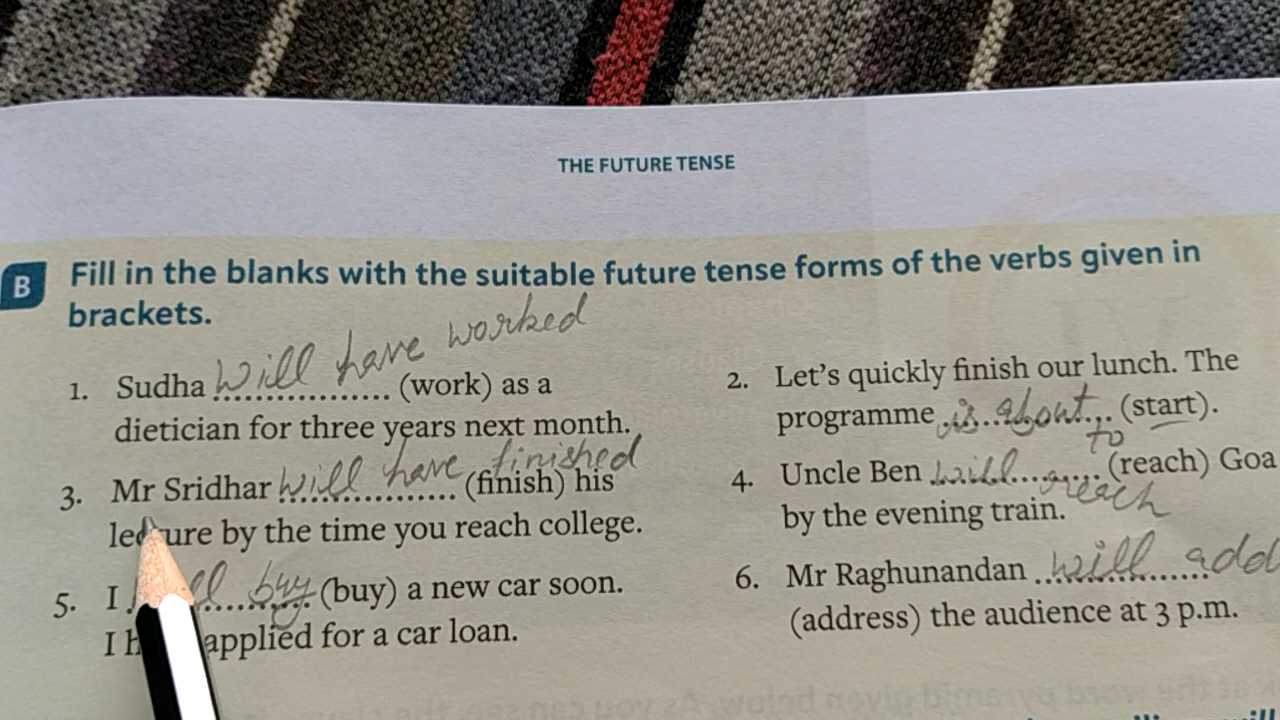 THE FUTURE TENSE
B Fill in the blanks with the suitable future tense forms of the verbs given in
brackets.
1. Sudha will have worked (work) as a
dietician for three years next month.
2. Let's quickly finish our lunch. The
programme is about to (start).
3. Mr Sridhar will have finished (finish) his
lecture by the time you reach college.
4. Uncle Ben will reach (reach) Goa
by the evening train.
5. I buy (buy) a new car soon.
I applied for a car loan.
6. Mr Raghunandan will add
(address) the audience at 3 p.m.